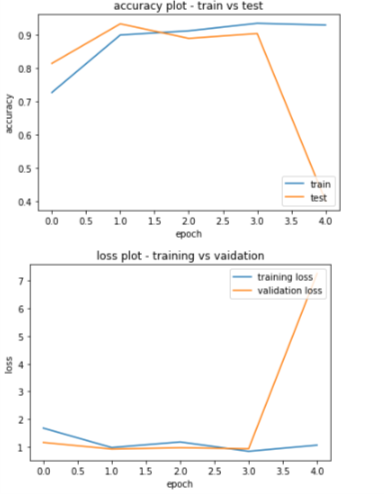 accuracy plot - train vs test
accuracy
0.9
0.8
0.7
0.6
0.5
0.4
train
test
0.0 0.5 1.0 1.5 2.0 2.5 3.0 3.5 4.0
epoch
loss plot - training vs vaidation
loss
7
6
5
4
3
2
1
training loss
validation loss
0.0 0.5 1.0 1.5 2.0 2.5 3.0 3.5 4.0
epoch